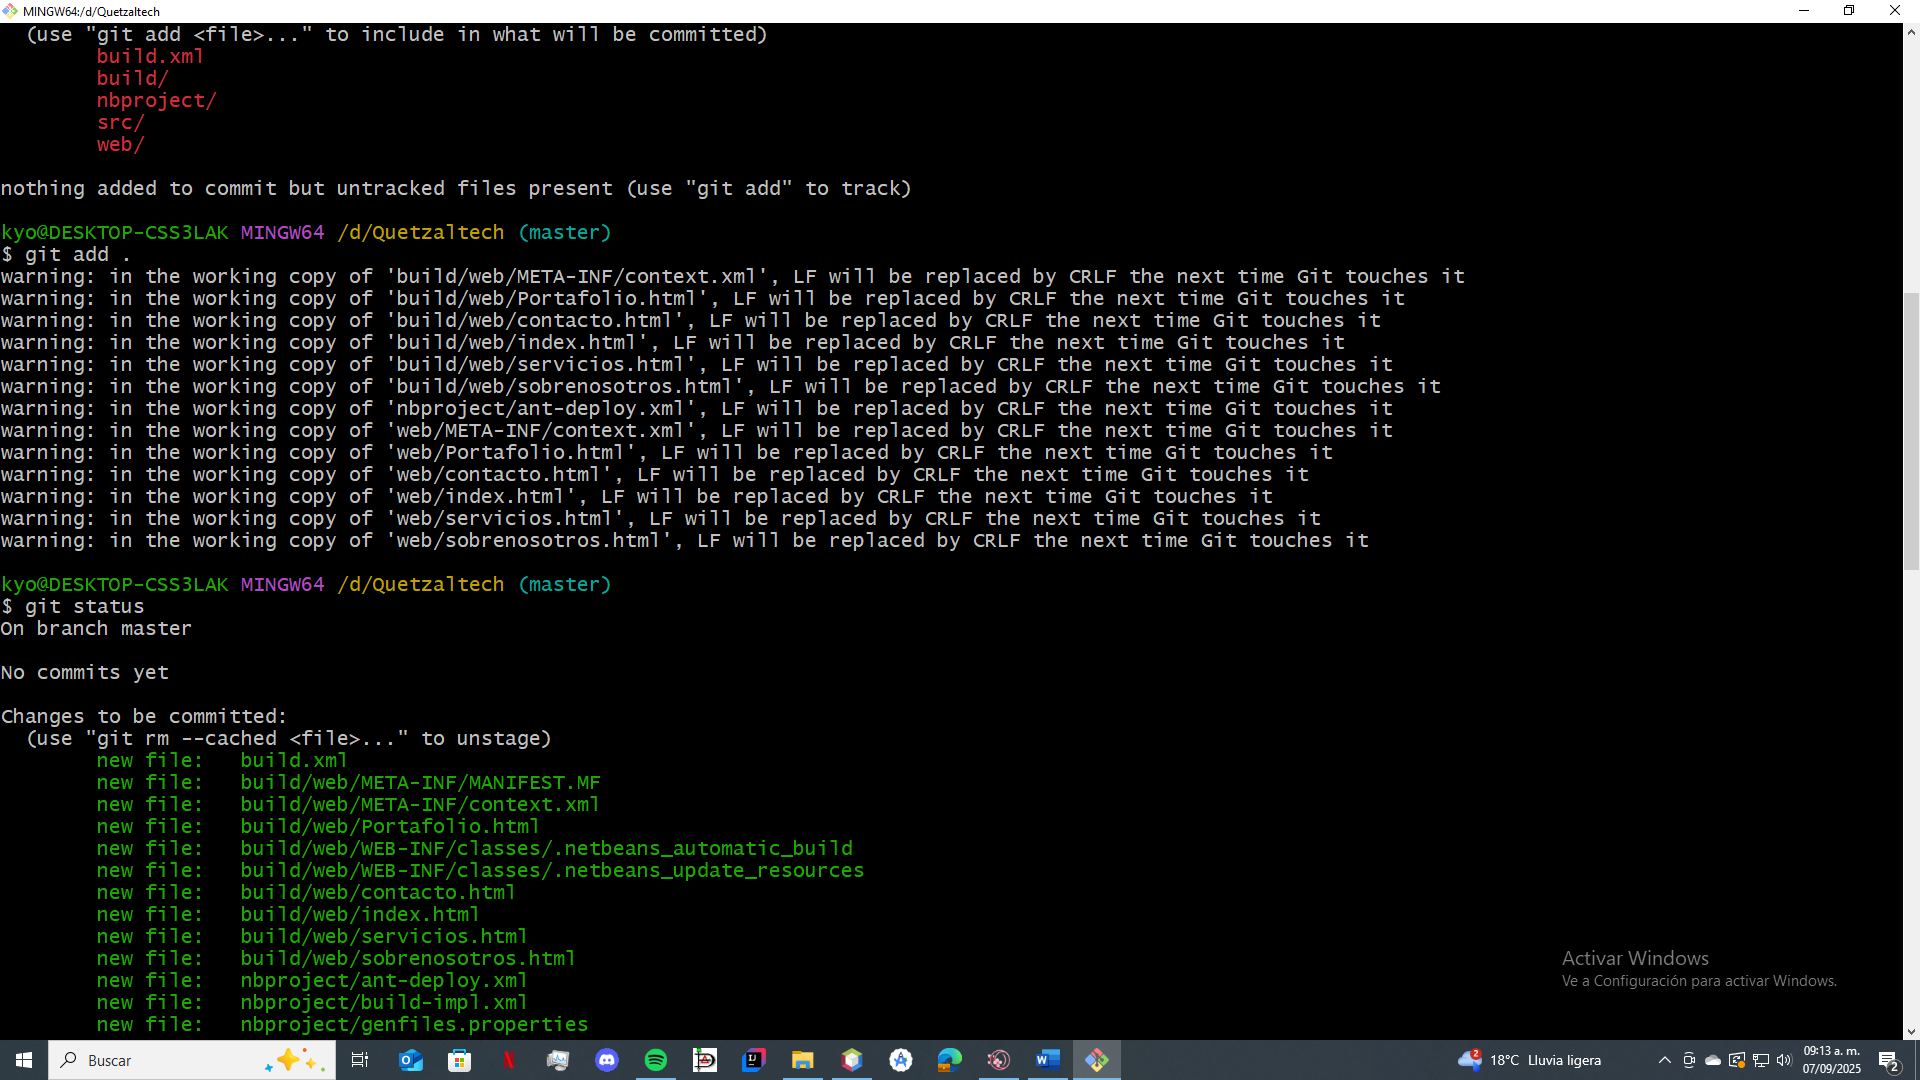 MINGW64:/d/Quetzaltech
(use "git add <file>..." to include in what will be committed)
build.xml
build/
nbproject/
src/
web/
nothing added to commit but untracked files present (use "git add" to track)
kyo@DESKTOP-CSS3LAK MINGW64 /d/Quetzaltech (master)
$ git add .
warning: in the working copy of 'build/web/META-INF/context.xml', LF will be replaced by CRLF the next time Git touches it
warning: in the working copy of 'build/web/Portafolio.html', LF will be replaced by CRLF the next time Git touches it
warning: in the working copy of 'build/web/contacto.html', LF will be replaced by CRLF the next time Git touches it
warning: in the working copy of 'build/web/index.html', LF will be replaced by CRLF the next time Git touches it
warning: in the working copy of 'build/web/servicios.html', LF will be replaced by CRLF the next time Git touches it
warning: in the working copy of 'build/web/sobrenosotros.html', LF will be replaced by CRLF the next time Git touches it
warning: in the working copy of 'nbproject/ant-deploy.xml', LF will be replaced by CRLF the next time Git touches it
warning: in the working copy of 'web/META-INF/context.xml', LF will be replaced by CRLF the next time Git touches it
warning: in the working copy of 'web/Portafolio.html', LF will be replaced by CRLF the next time Git touches it
warning: in the working copy of 'web/contacto.html', LF will be replaced by CRLF the next time Git touches it
warning: in the working copy of 'web/index.html', LF will be replaced by CRLF the next time Git touches it
warning: in the working copy of 'web/servicios.html', LF will be replaced by CRLF the next time Git touches it
warning: in the working copy of 'web/sobrenosotros.html', LF will be replaced by CRLF the next time Git touches it
kyo@DESKTOP-CSS3LAK MINGW64 /d/Quetzaltech (master)
$ git status
On branch master
No commits yet
Changes to be committed:
(use "git rm --cached <file>..." to unstage)
new file:   build.xml
new file:   build/web/META-INF/MANIFEST.MF
new file:   build/web/META-INF/context.xml
new file:   build/web/Portafolio.html
new file:   build/web/WEB-INF/classes/.netbeans_automatic_build
new file:   build/web/WEB-INF/classes/.netbeans_update_resources
new file:   build/web/contacto.html
new file:   build/web/index.html
new file:   build/web/servicios.html
new file:   build/web/sobrenosotros.html
new file:   nbproject/ant-deploy.xml
new file:   nbproject/build-impl.xml
new file:   nbproject/genfiles.properties
Activar Windows
Ve a Configuración para activar Windows.
Buscar
2
18°C Lluvia ligera
09:13 a. m.
07/09/2025
2